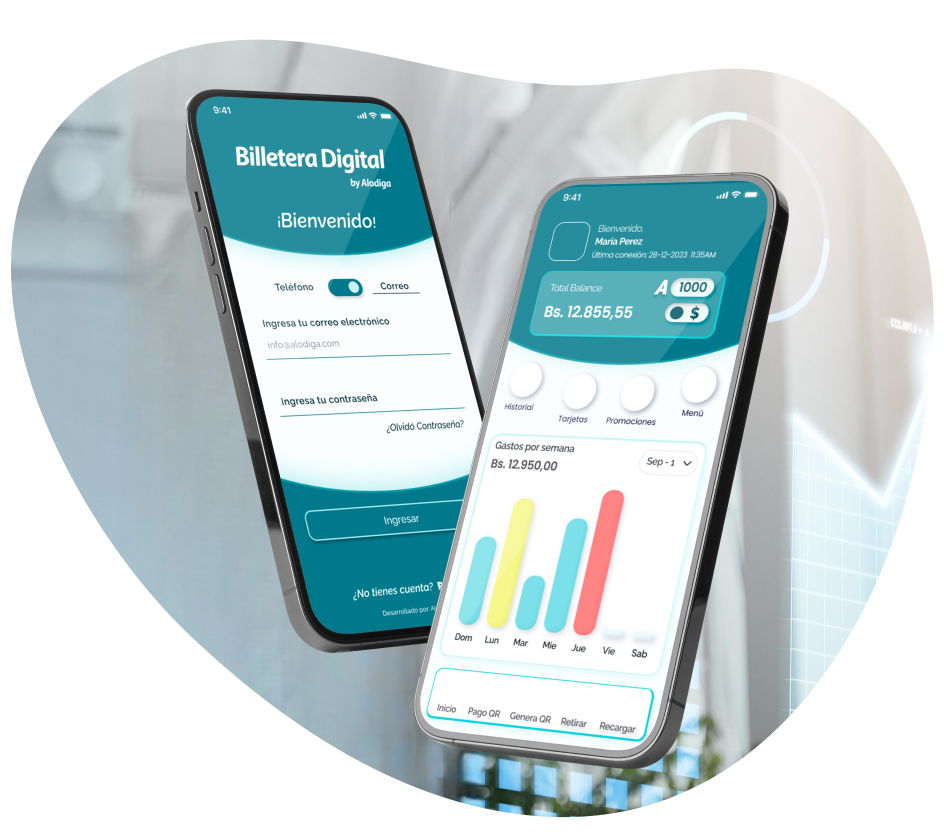 9:41
Billetera Digital
by Alodiga
¡Bienvenido!
Teléfono
Correo
Ingresa tu correo electrónico
info@alodiga.com
Ingresa tu contraseña
¿Olvidó Contraseña?
Ingresar
¿No tienes cuenta?
Desarrollado por
9:41
Bienvenido,
Maria Perez
Última conexión: 28-12-2023 11:35AM
Total Balance
A 1000
Bs. 12.855,55
$
Historial
Tarjetas
Promociones
Menú
Gastos por semana
Bs. 12.950,00
Sep - 1
Dom Lun Mar Mie Jue Vie Sab
Inicio Pago QR Genera QR Retirar Recargar